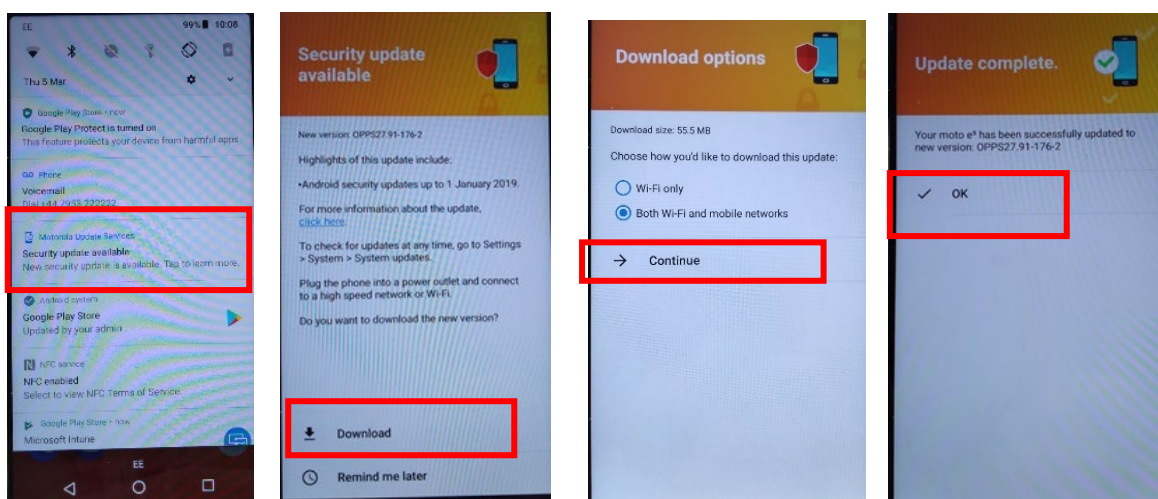 EE
99% 10:08
Thu 5 Mar
Google Play Store • now
Google Play Protect is turned on
This feature protects your device from harmful apps.
Phone
Voicemail
Dial +44 7953 222222
Motorola Update Services
Security update available
New security update is available. Tap to learn more.
Android system
Google Play Store
Updated by your admin
NFC service
NFC enabled
Select to view NFC Terms of Service.
Google Play Store • now
Microsoft Intune
EE
Security update
available
New version: OPPS27.91-176-2
Highlights of this update include:
•Android security updates up to 1 January 2019.
For more information about the update,
click here.
To check for updates at any time, go to Settings
> System > System updates.
Plug the phone into a power outlet and connect
to a high speed network or Wi-Fi.
Do you want to download the new version?
Download
Remind me later
Download options
Download size: 55.5 MB
Choose how you'd like to download this update:
Wi-Fi only
Both Wi-Fi and mobile networks
Continue
Update complete.
Your moto e⁵ has been successfully updated to
new version: OPPS27.91-176-2
OK